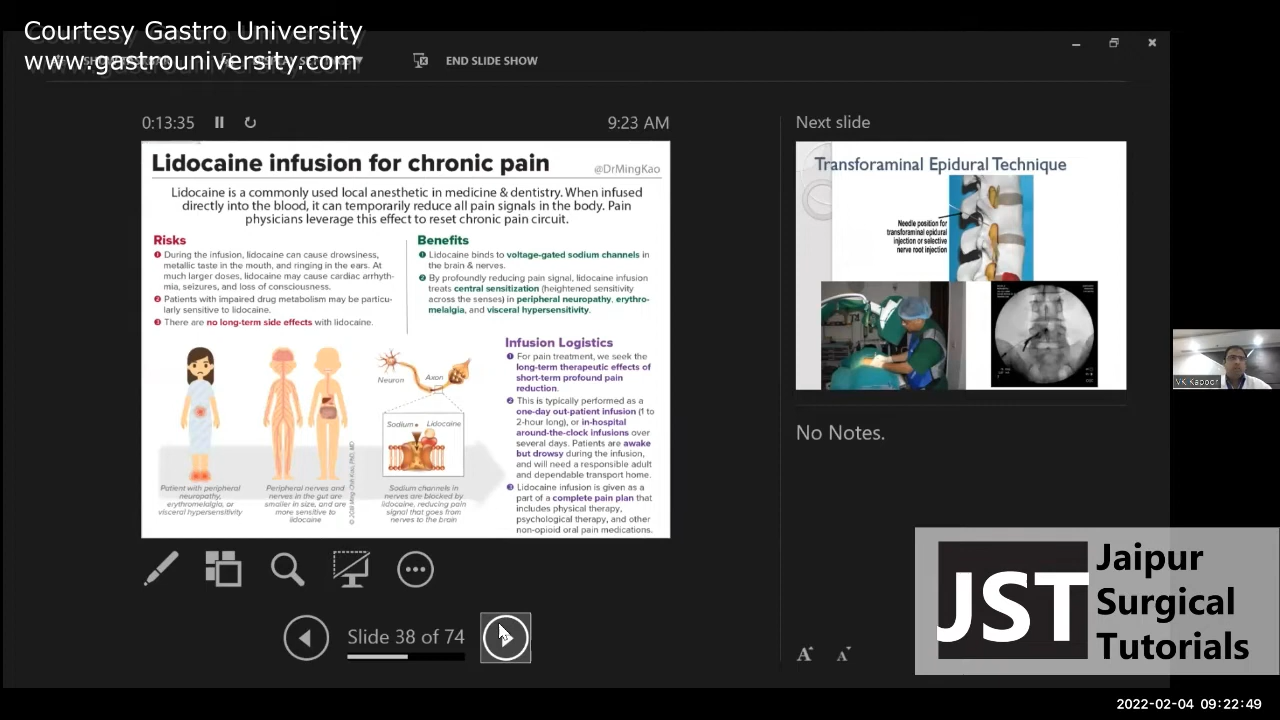 Courtesy Gastro University
www.gastrouniversity.com
END SLIDE SHOW
0:13:35
9:23 AM
Lidocaine infusion for chronic pain
@DrMingKao
Lidocaine is a commonly used local anesthetic in medicine & dentistry. When infused
directly into the blood, it can temporarily reduce all pain signals in the body. Pain
physicians leverage this effect to reset chronic pain circuit.
Risks
1 During the infusion, lidocaine can cause drowsiness,
metallic taste in the mouth, and ringing in the ears. At
much larger doses, lidocaine may cause cardiac arrhyth-
mia, seizures, and loss of consciousness.
2 Patients with impaired drug metabolism may be particu-
larly sensitive to lidocaine.
3 There are no long-term side effects with lidocaine.
Benefits
1 Lidocaine binds to voltage-gated sodium channels in
the brain & nerves.
2 By profoundly reducing pain signal, lidocaine infusion
treats central sensitization (heightened sensitivity
across the senses) in peripheral neuropathy, erythro-
melalgia, and visceral hypersensitivity.
Neuron
Axon
Sodium
Lidocaine
Patient with peripheral
neuropathy,
erythromelalgia, or
visceral hypersensitivity
Peripheral nerves and
nerves in the gut are
smaller in size, and are
more sensitive to
lidocaine
Sodium channels in
nerves are blocked by
lidocaine, reducing pain
signal that goes from
nerves to the brain
Infusion Logistics
1 For pain treatment, we seek the
long-term therapeutic effects of
short-term profound pain
reduction.
2 This is typically performed as a
one-day out-patient infusion (1 to
2-hour long), or in-hospital
around-the-clock infusions over
several days. Patients are awake
but drowsy during the infusion,
and will need a responsible adult
and dependable transport home.
3 Lidocaine infusion is given as a
part of a complete pain plan that
includes physical therapy,
psychological therapy, and other
non-opioid oral pain medications.
Slide 38 of 74
Next slide
Transforaminal Epidural Technique
Needle position for
transforaminal epidural
injection or selective
nerve root injection
No Notes.
A A
VK Kapoor
JST
Jaipur
Surgical
Tutorials
2022-02-04 09:22:49